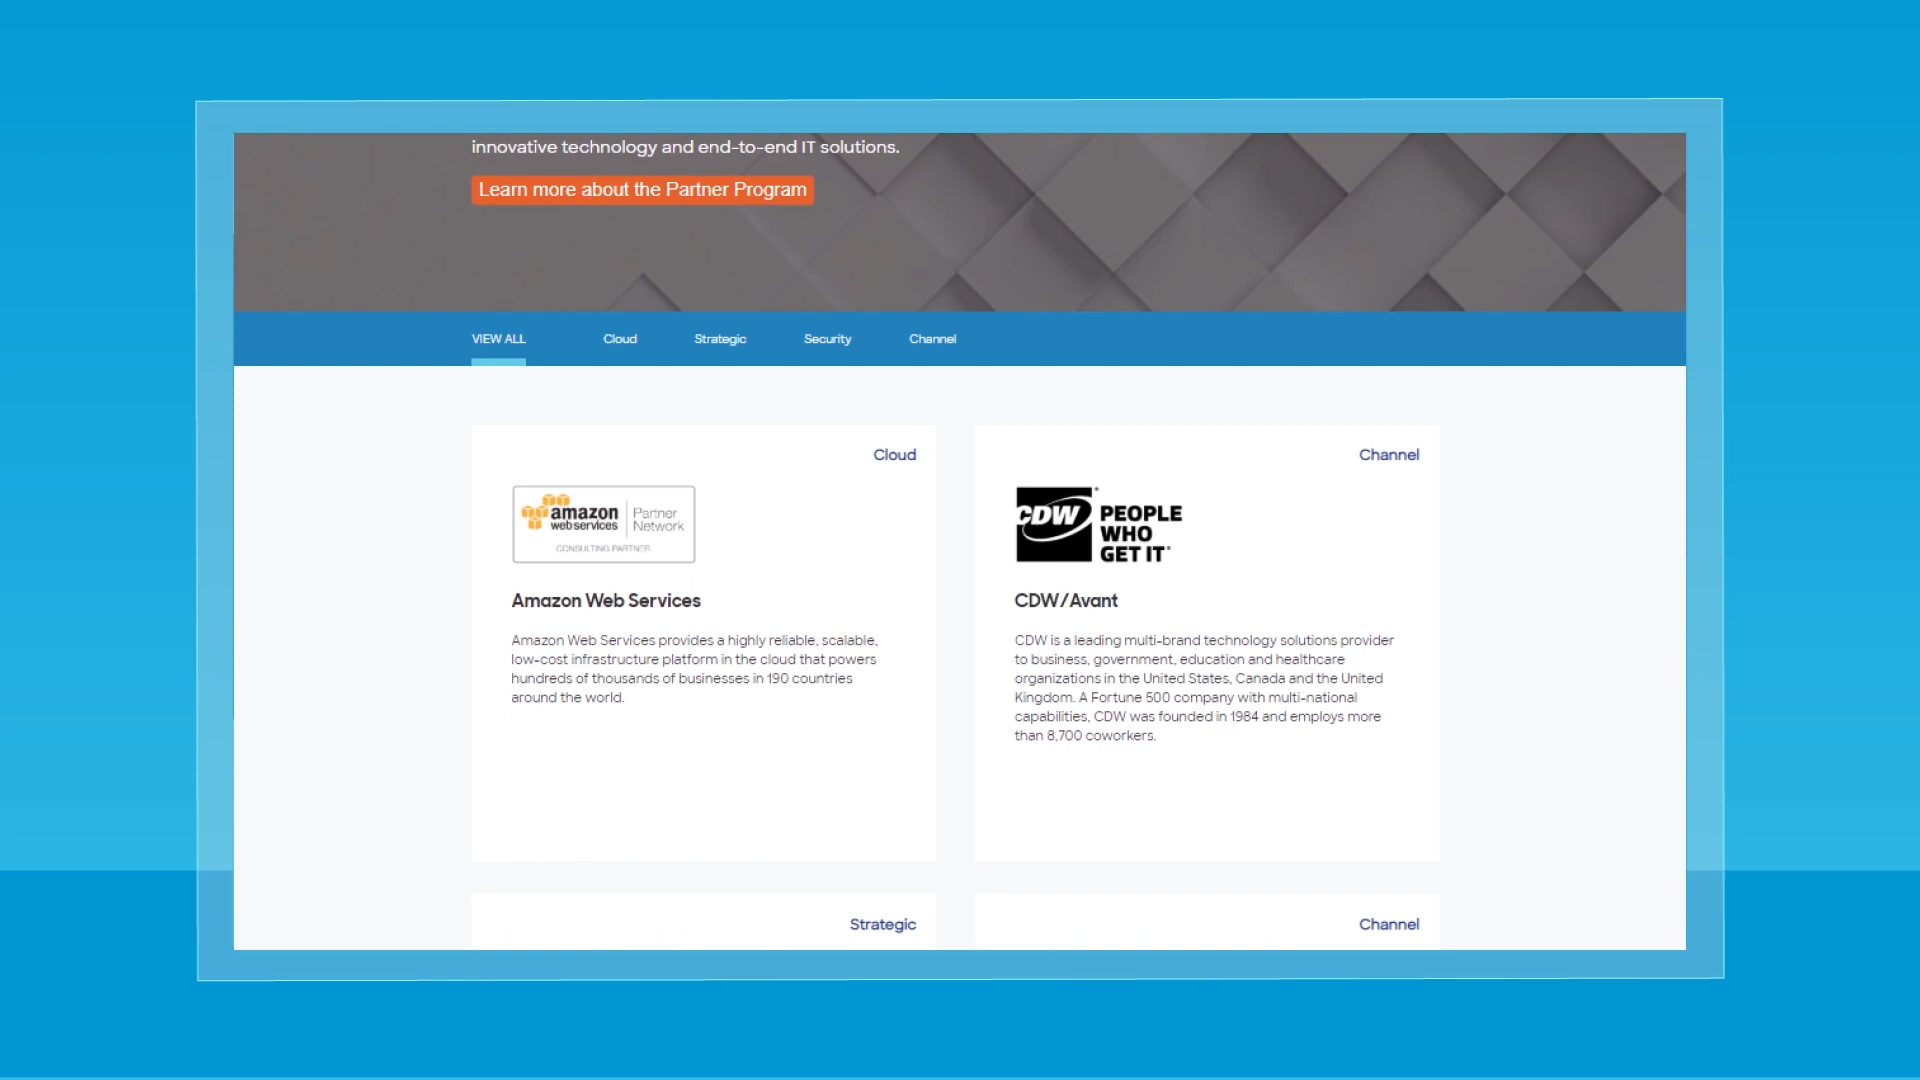 innovative technology and end-to-end IT solutions.
Learn more about the Partner Program
VIEW ALL Cloud Strategic Security Channel
Cloud
amazon
webservices
Partner
Network
CONSULTING PARTNER
Amazon Web Services
Amazon Web Services provides a highly reliable, scalable,
low-cost infrastructure platform in the cloud that powers
hundreds of thousands of businesses in 190 countries
around the world.
Channel
CDW
PEOPLE
WHO
GET IT
CDW/Avant
CDW is a leading multi-brand technology solutions provider
to business, government, education and healthcare
organizations in the United States, Canada and the United
Kingdom. A Fortune 500 company with multi-national
capabilities, CDW was founded in 1984 and employs more
than 8,700 coworkers.
Strategic
Channel